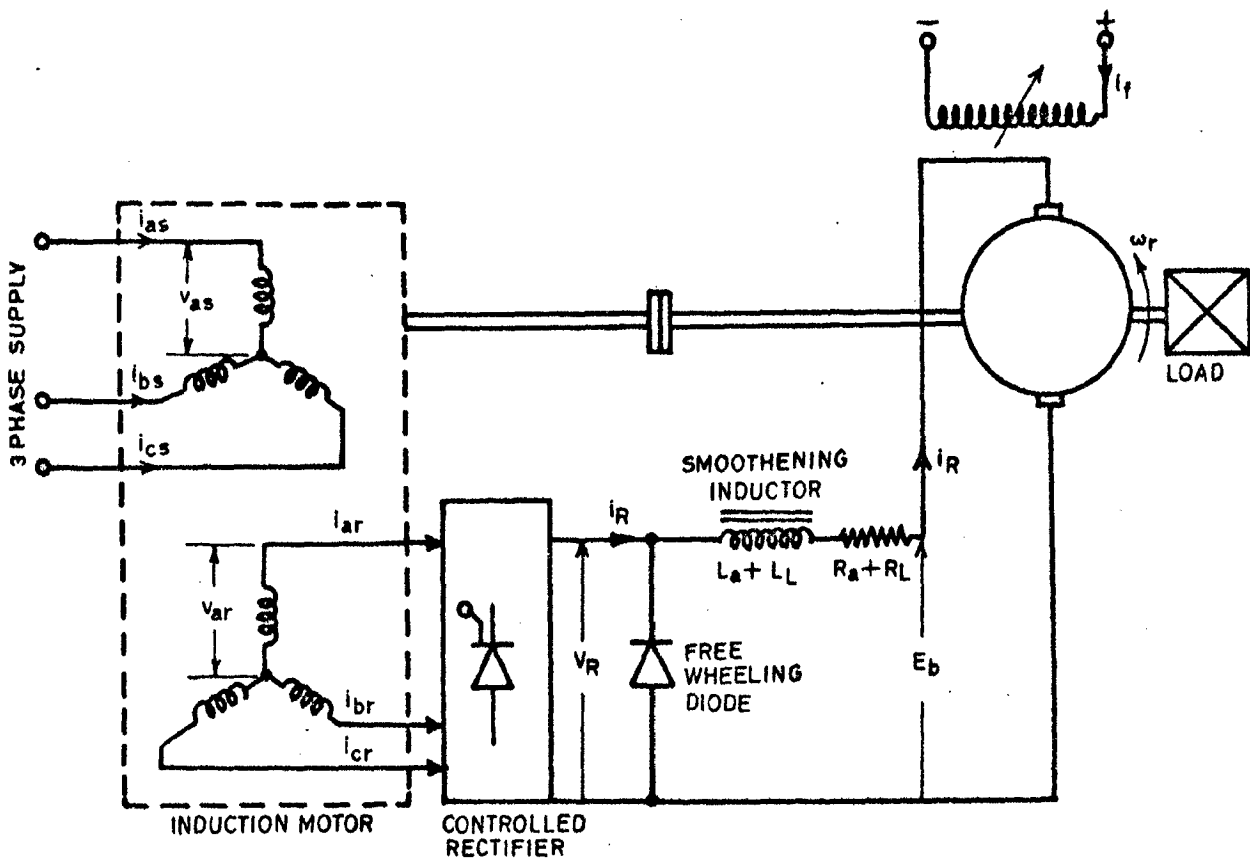 − +
i_f
i_as
v_as
3 PHASE SUPPLY
i_bs
i_cs
ω_r
LOAD
SMOOTHENING
INDUCTOR
i_R
i_ar
i_R
L_a + L_L R_a + R_L
v_ar
V_R
FREE
WHEELING
DIODE
E_b
i_br
i_cr
INDUCTION MOTOR
CONTROLLED
RECTIFIER